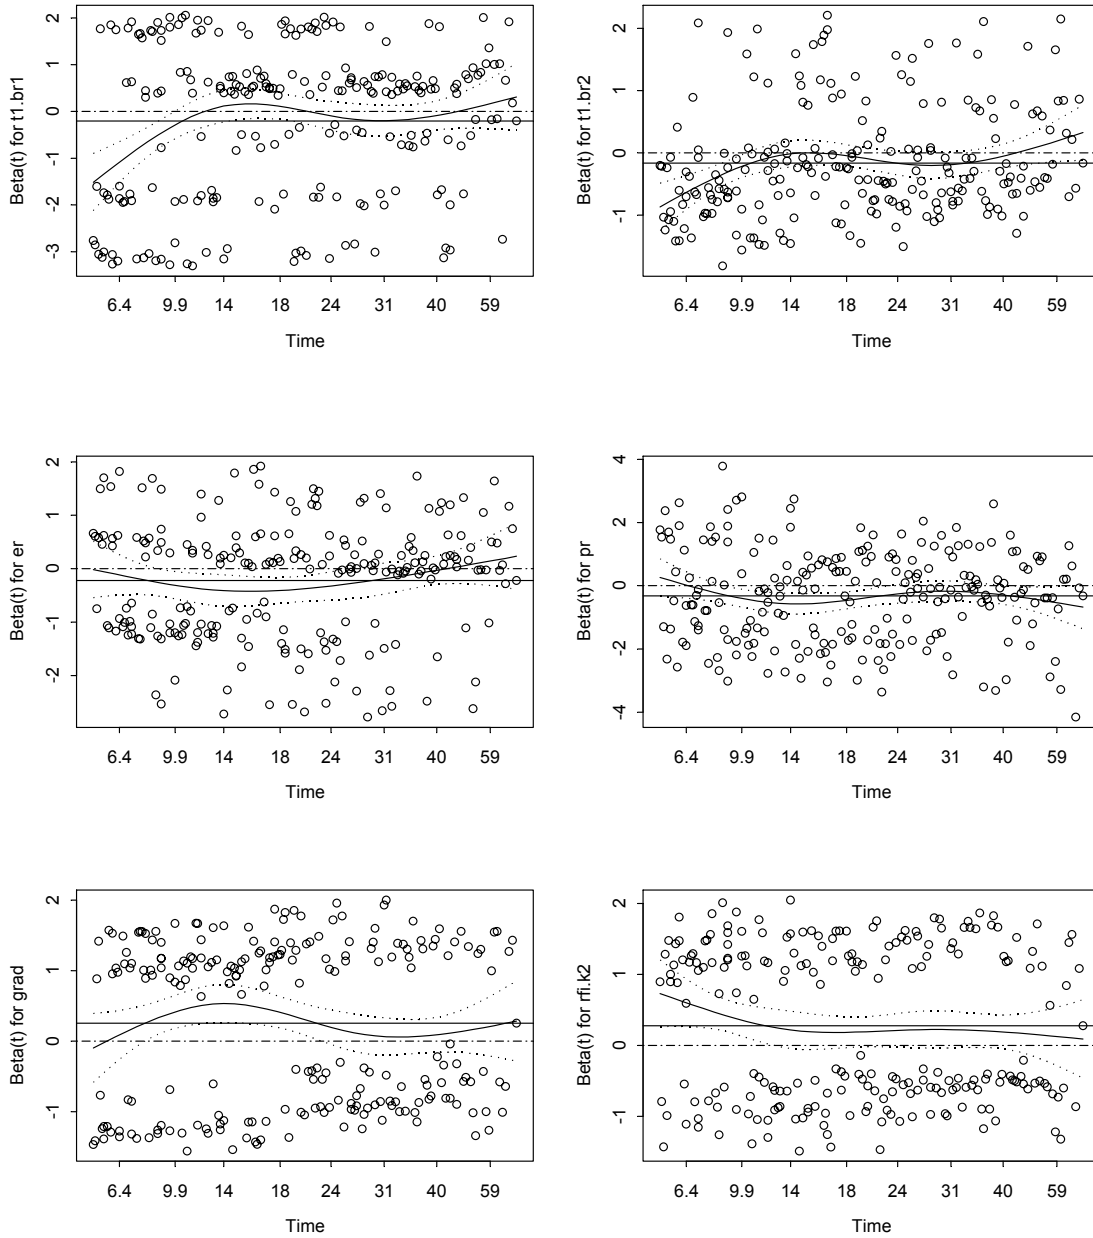 Beta(t) for t1.br1
2
1
0
-1
-2
-3
6.4 9.9 14 18 24 31 40 59
Time
Beta(t) for t1.br2
2
1
0
-1
6.4 9.9 14 18 24 31 40 59
Time
Beta(t) for er
2
1
0
-1
-2
6.4 9.9 14 18 24 31 40 59
Time
Beta(t) for pr
4
2
0
-2
-4
6.4 9.9 14 18 24 31 40 59
Time
Beta(t) for grad
2
1
0
-1
6.4 9.9 14 18 24 31 40 59
Time
Beta(t) for rfi.k2
2
1
0
-1
6.4 9.9 14 18 24 31 40 59
Time